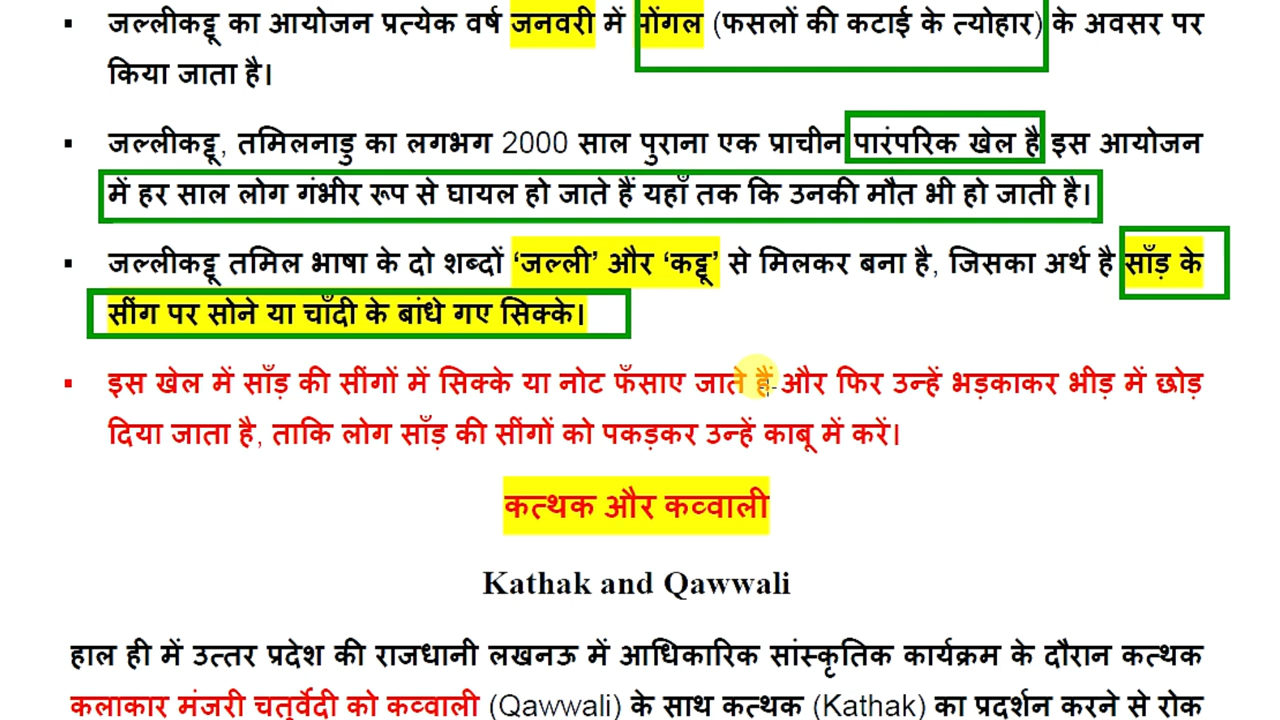 ▪ जल्लीकट्टू का आयोजन प्रत्येक वर्ष जनवरी में पोंगल (फसलों की कटाई के त्योहार) के अवसर पर
किया जाता है।
▪ जल्लीकट्टू, तमिलनाडु का लगभग 2000 साल पुराना एक प्राचीन पारंपरिक खेल है इस आयोजन
में हर साल लोग गंभीर रूप से घायल हो जाते हैं यहाँ तक कि उनकी मौत भी हो जाती है।
▪ जल्लीकट्टू तमिल भाषा के दो शब्दों ‘जल्ली’ और ‘कट्टू’ से मिलकर बना है, जिसका अर्थ है साँड़ के
सींग पर सोने या चाँदी के बांधे गए सिक्के।
▪ इस खेल में साँड़ की सींगों में सिक्के या नोट फँसाए जाते हैं और फिर उन्हें भड़काकर भीड़ में छोड़
दिया जाता है, ताकि लोग साँड़ की सींगों को पकड़कर उन्हें काबू में करें।
कत्थक और कव्वाली
Kathak and Qawwali
हाल ही में उत्तर प्रदेश की राजधानी लखनऊ में आधिकारिक सांस्कृतिक कार्यक्रम के दौरान कत्थक
कलाकार मंजरी चतुर्वेदी को कव्वाली (Qawwali) के साथ कत्थक (Kathak) का प्रदर्शन करने से रोक